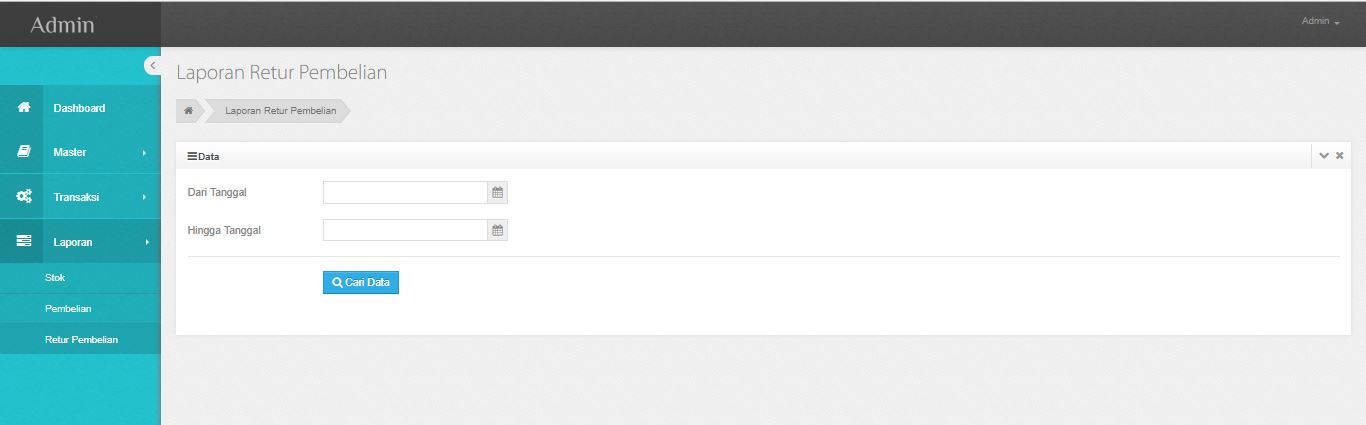 Admin
Admin
Laporan Retur Pembelian
Dashboard
Laporan Retur Pembelian
Master
Data
Transaksi
Dari Tanggal
Laporan
Hingga Tanggal
Stok
Cari Data
Pembelian
Retur Pembelian